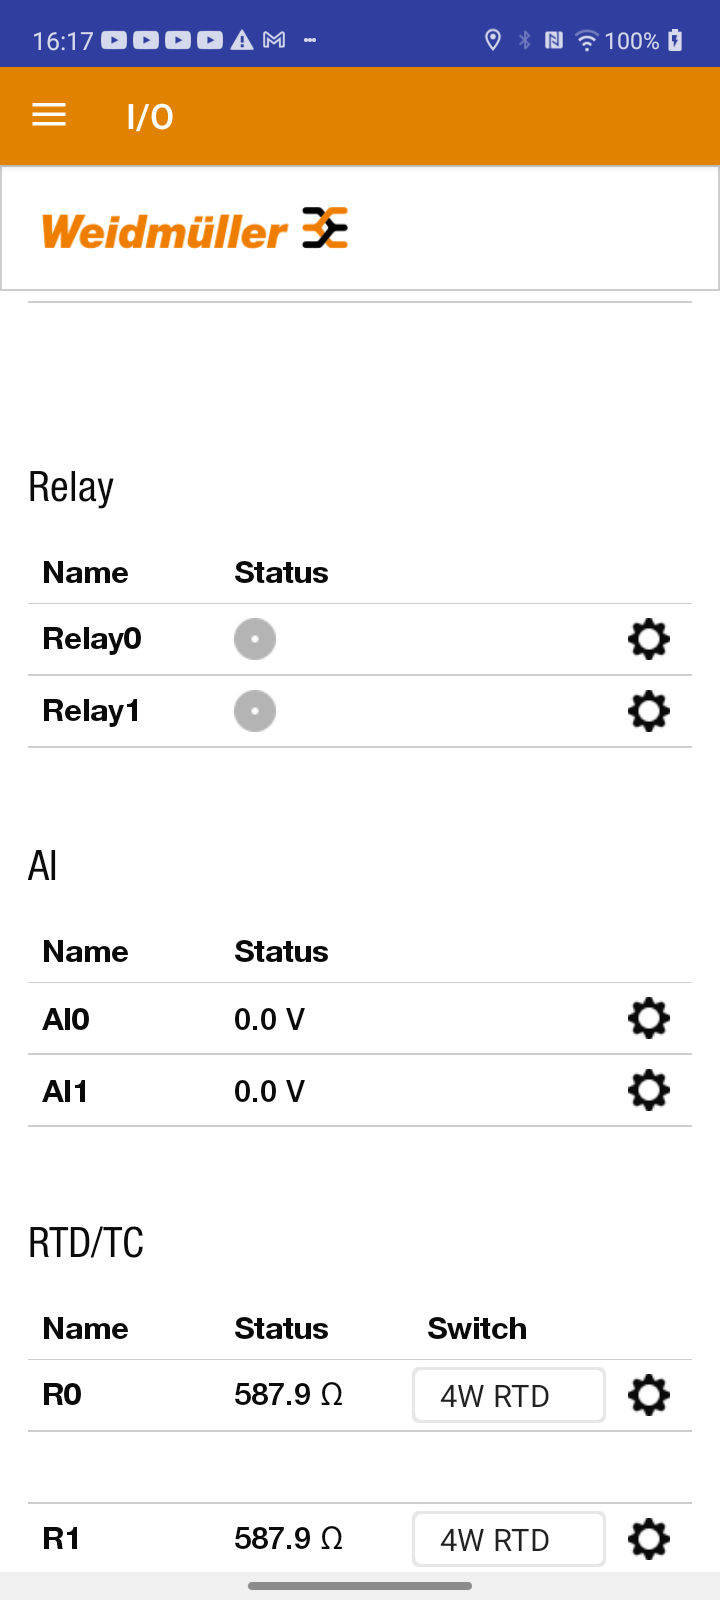 16:17 100%
I/O
Weidmüller
Relay
Name Status
Relay0
Relay1
AI
Name Status
AI0 0.0 V
AI1 0.0 V
RTD/TC
Name Status Switch
R0 587.9 Ω 4W RTD
R1 587.9 Ω 4W RTD